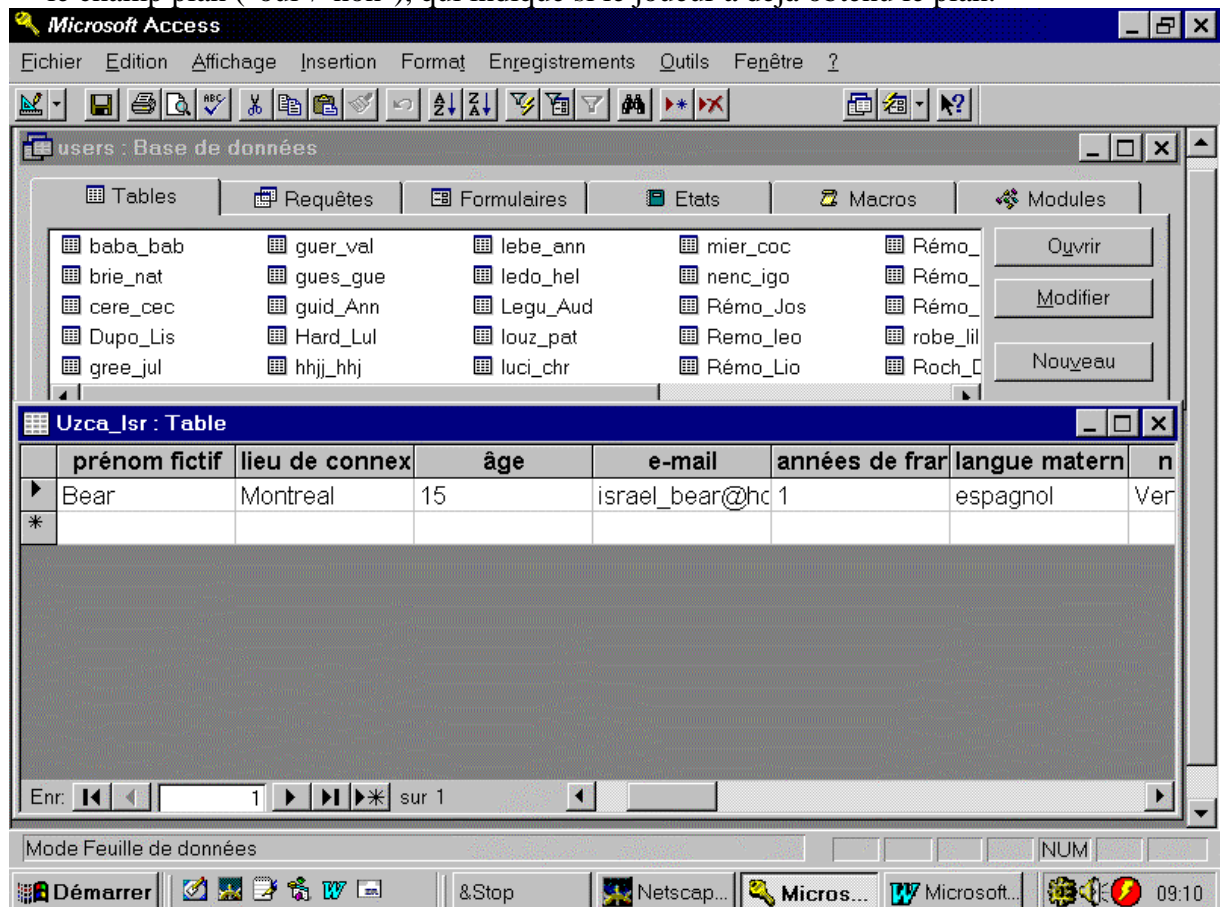 Microsoft Access
Fichier Edition Affichage Insertion Format Enregistrements Outils Fenêtre ?
users : Base de données
Tables Requêtes Formulaires Etats Macros Modules
baba_bab guer_val lebe_ann mier_coc Rémo_ Ouvrir
brie_nat gues_gue ledo_hel nenc_igo Rémo_
cere_cec guid_Ann Legu_Aud Rémo_Jos Rémo_ Modifier
Dupo_Lis Hard_Lul louz_pat Remo_leo robe_lil
gree_jul hhjj_hhj luci_chr Rémo_Lio Roch_D Nouveau
Uzca_Isr : Table
prénom fictif lieu de connex âge e-mail années de frar langue matern n
Bear Montreal 15 israel_bear@ho 1 espagnol Ver
Enr: 1 sur 1
Mode Feuille de données NUM
Démarrer &Stop Netscap... Micros... Microsoft... 09:10